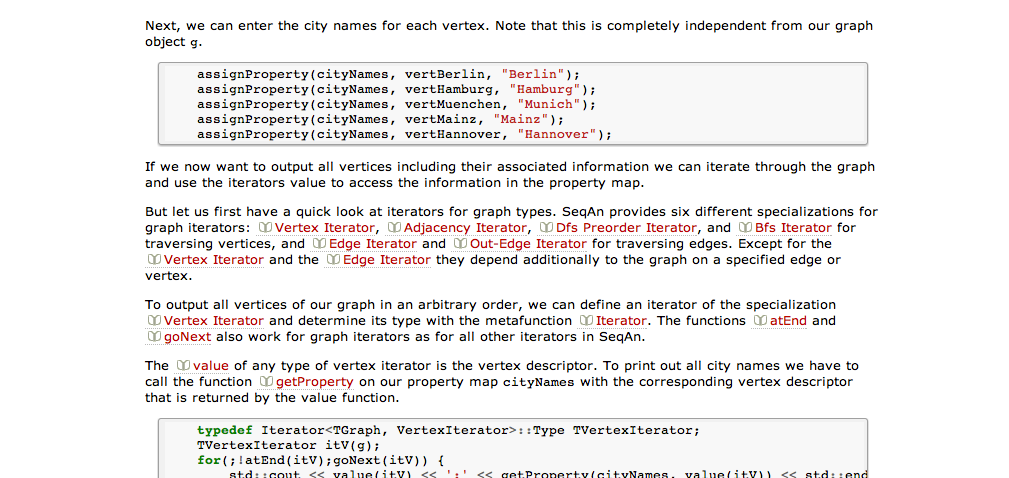 Next, we can enter the city names for each vertex. Note that this is completely independent from our graph
object g.
assignProperty(cityNames, vertBerlin, "Berlin");
assignProperty(cityNames, vertHamburg, "Hamburg");
assignProperty(cityNames, vertMuenchen, "Munich");
assignProperty(cityNames, vertMainz, "Mainz");
assignProperty(cityNames, vertHannover, "Hannover");
If we now want to output all vertices including their associated information we can iterate through the graph
and use the iterators value to access the information in the property map.
But let us first have a quick look at iterators for graph types. SeqAn provides six different specializations for
graph iterators: Vertex Iterator, Adjacency Iterator, Dfs Preorder Iterator, and Bfs Iterator for
traversing vertices, and Edge Iterator and Out-Edge Iterator for traversing edges. Except for the
Vertex Iterator and the Edge Iterator they depend additionally to the graph on a specified edge or
vertex.
To output all vertices of our graph in an arbitrary order, we can define an iterator of the specialization
Vertex Iterator and determine its type with the metafunction Iterator. The functions atEnd and
goNext also work for graph iterators as for all other iterators in SeqAn.
The value of any type of vertex iterator is the vertex descriptor. To print out all city names we have to
call the function getProperty on our property map cityNames with the corresponding vertex descriptor
that is returned by the value function.
typedef Iterator<TGraph, VertexIterator>::Type TVertexIterator;
TVertexIterator itV(g);
for(;!atEnd(itV);goNext(itV)) {
std::cout << value(itV) << ':' << getProperty(cityNames, value(itV)) << std::end